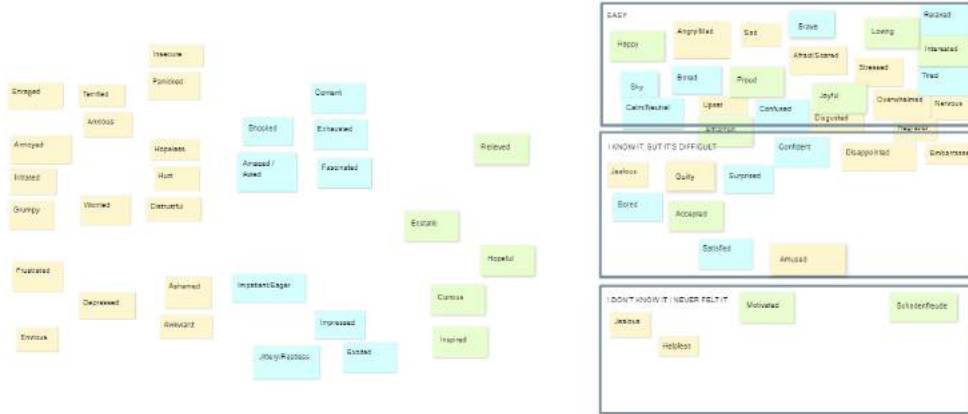 Insecure
Panicked
Enraged
Terrified
Anxious
Annoyed
Hopeless
Irritated
Hurt
Grumpy
Worried
Distrustful
Frustrated
Depressed
Ashamed
Awkward
Envious
Content
Shocked
Exhausted
Amazed /
Awed
Fascinated
Impatient/Eager
Impressed
Jittery/Restless
Excited
Relieved
Ecstatic
Hopeful
Curious
Inspired
EASY
Happy
Angry/Mad
Sad
Brave
Loving
Relaxed
Interested
Afraid/Scared
Stressed
Tired
Shy
Bored
Proud
Joyful
Calm/Neutral
Upset
Confused
Disgusted
Overwhelmed
Nervous
I KNOW IT, BUT IT'S DIFFICULT
Confident
Disappointed
Jealous
Guilty
Surprised
Bored
Accepted
Satisfied
Amused
I DON'T KNOW IT / NEVER FELT IT
Jealous
Helpless
Motivated
Schadenfreude